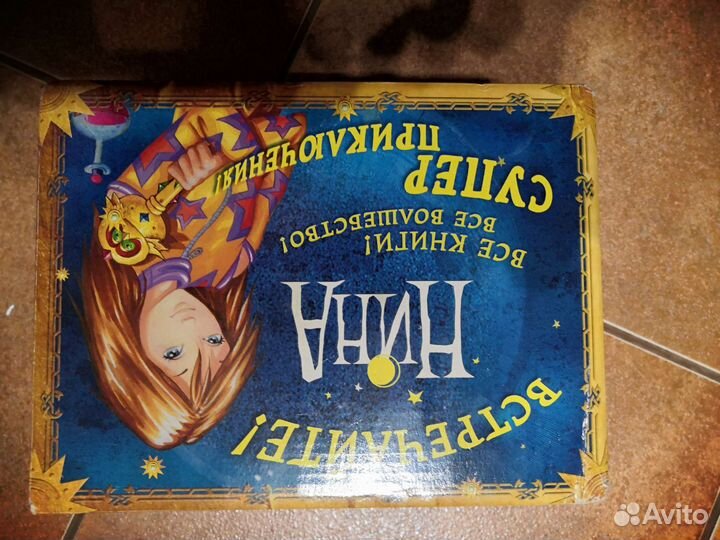 ВСТРЕЧАЙТЕ!
НИНА
ВСЕ КНИГИ!
ВСЕ ВОЛШЕБСТВО!
СУПЕР
ПРИКЛЮЧЕНИЯ!
Avito